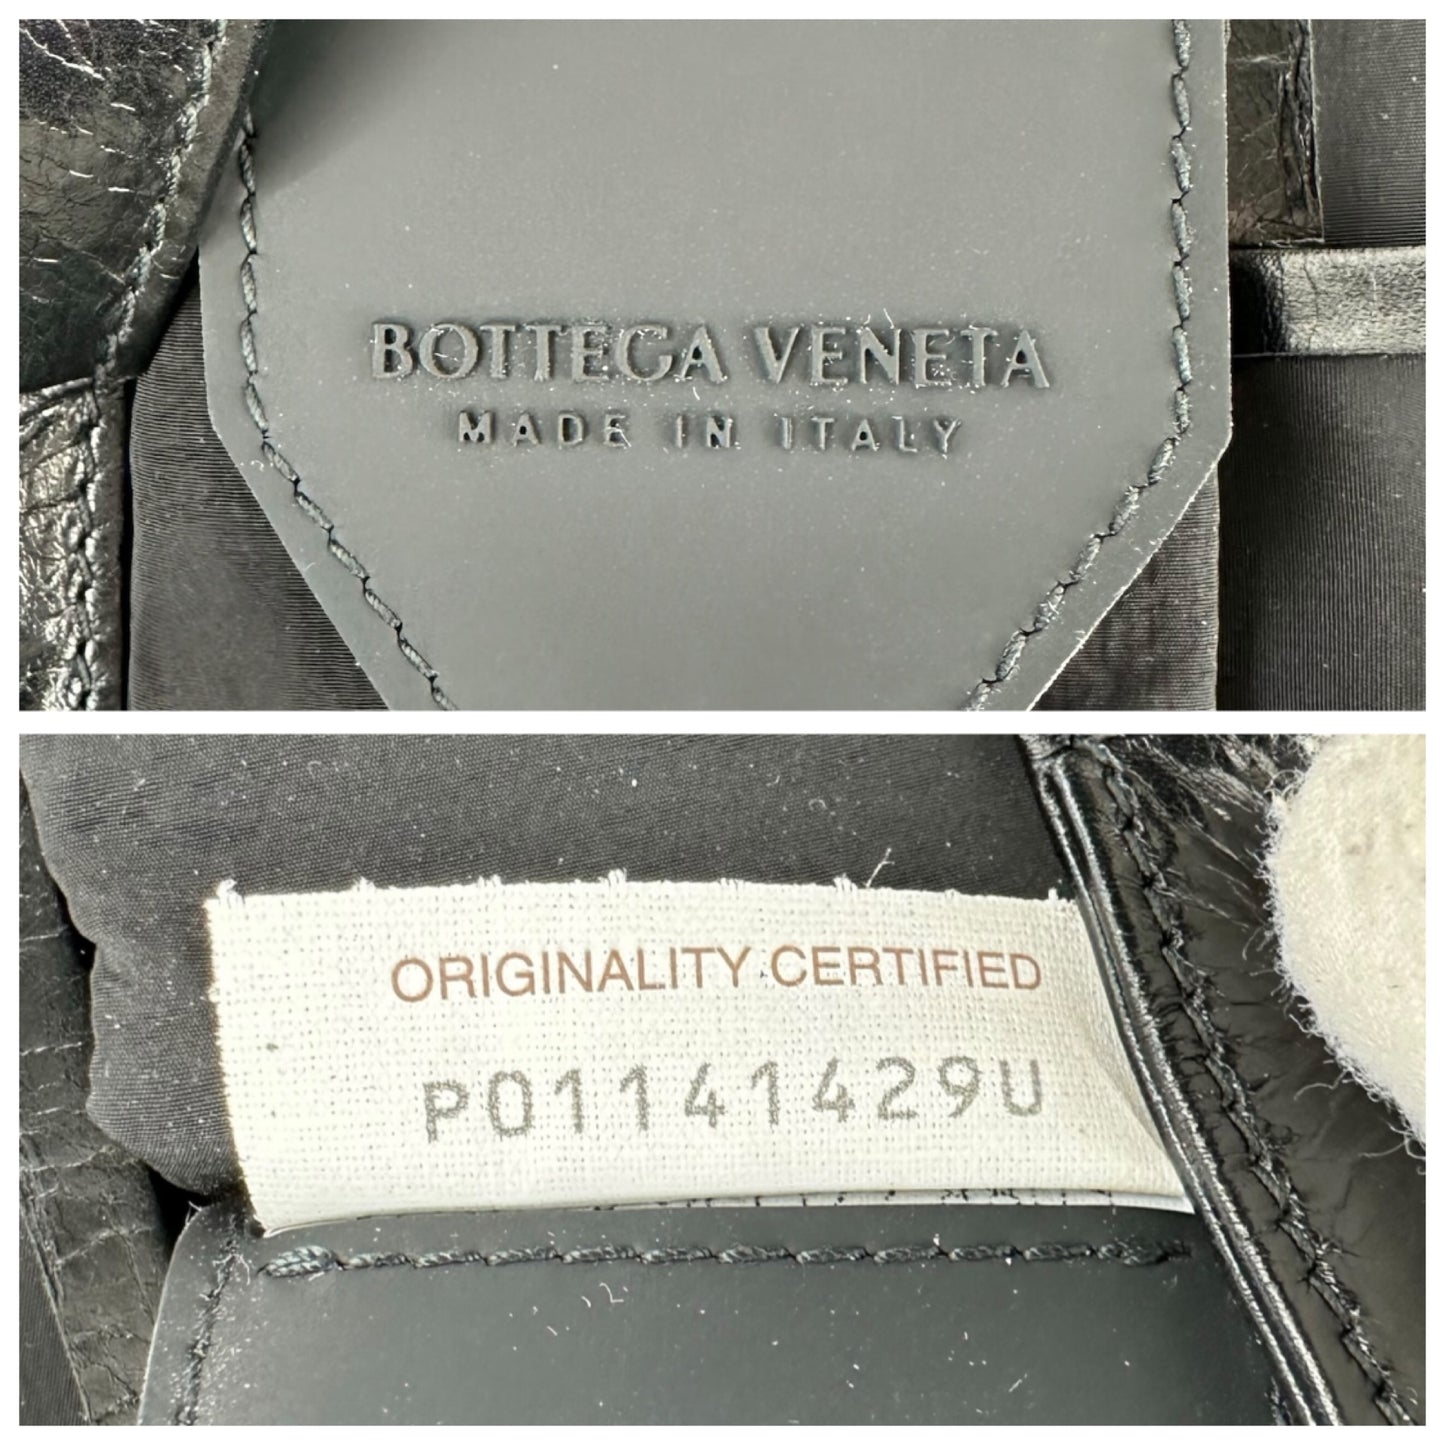 BOTTEGA VENETA
MADE IN ITALY
ORIGINALITY CERTIFIED
P01141429U